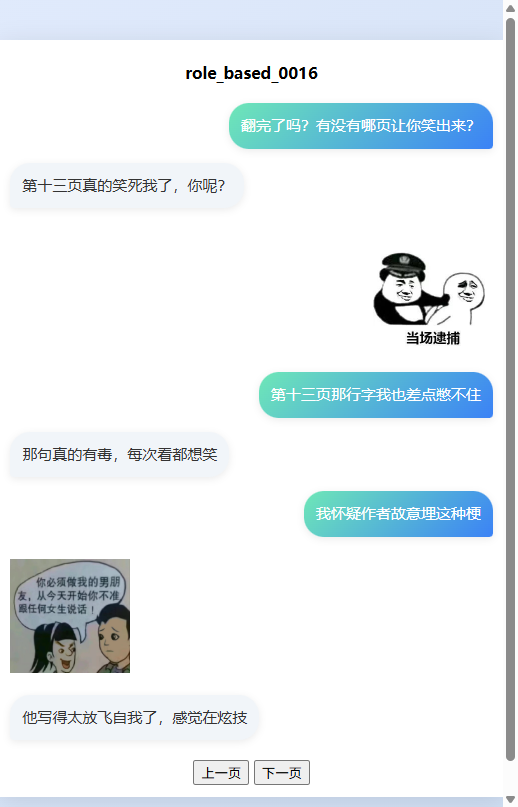 role_based_0016
翻完了吗？有没有哪页让你笑出来？
第十三页真的笑死我了，你呢？
当场逮捕
第十三页那行字我也差点憋不住
那句真的有毒，每次看都想笑
我怀疑作者故意埋这种梗
你必须做我的男朋
友，从今天开始你不准
跟任何女生说话！
他写得太放飞自我了，感觉在炫技
上一页 下一页